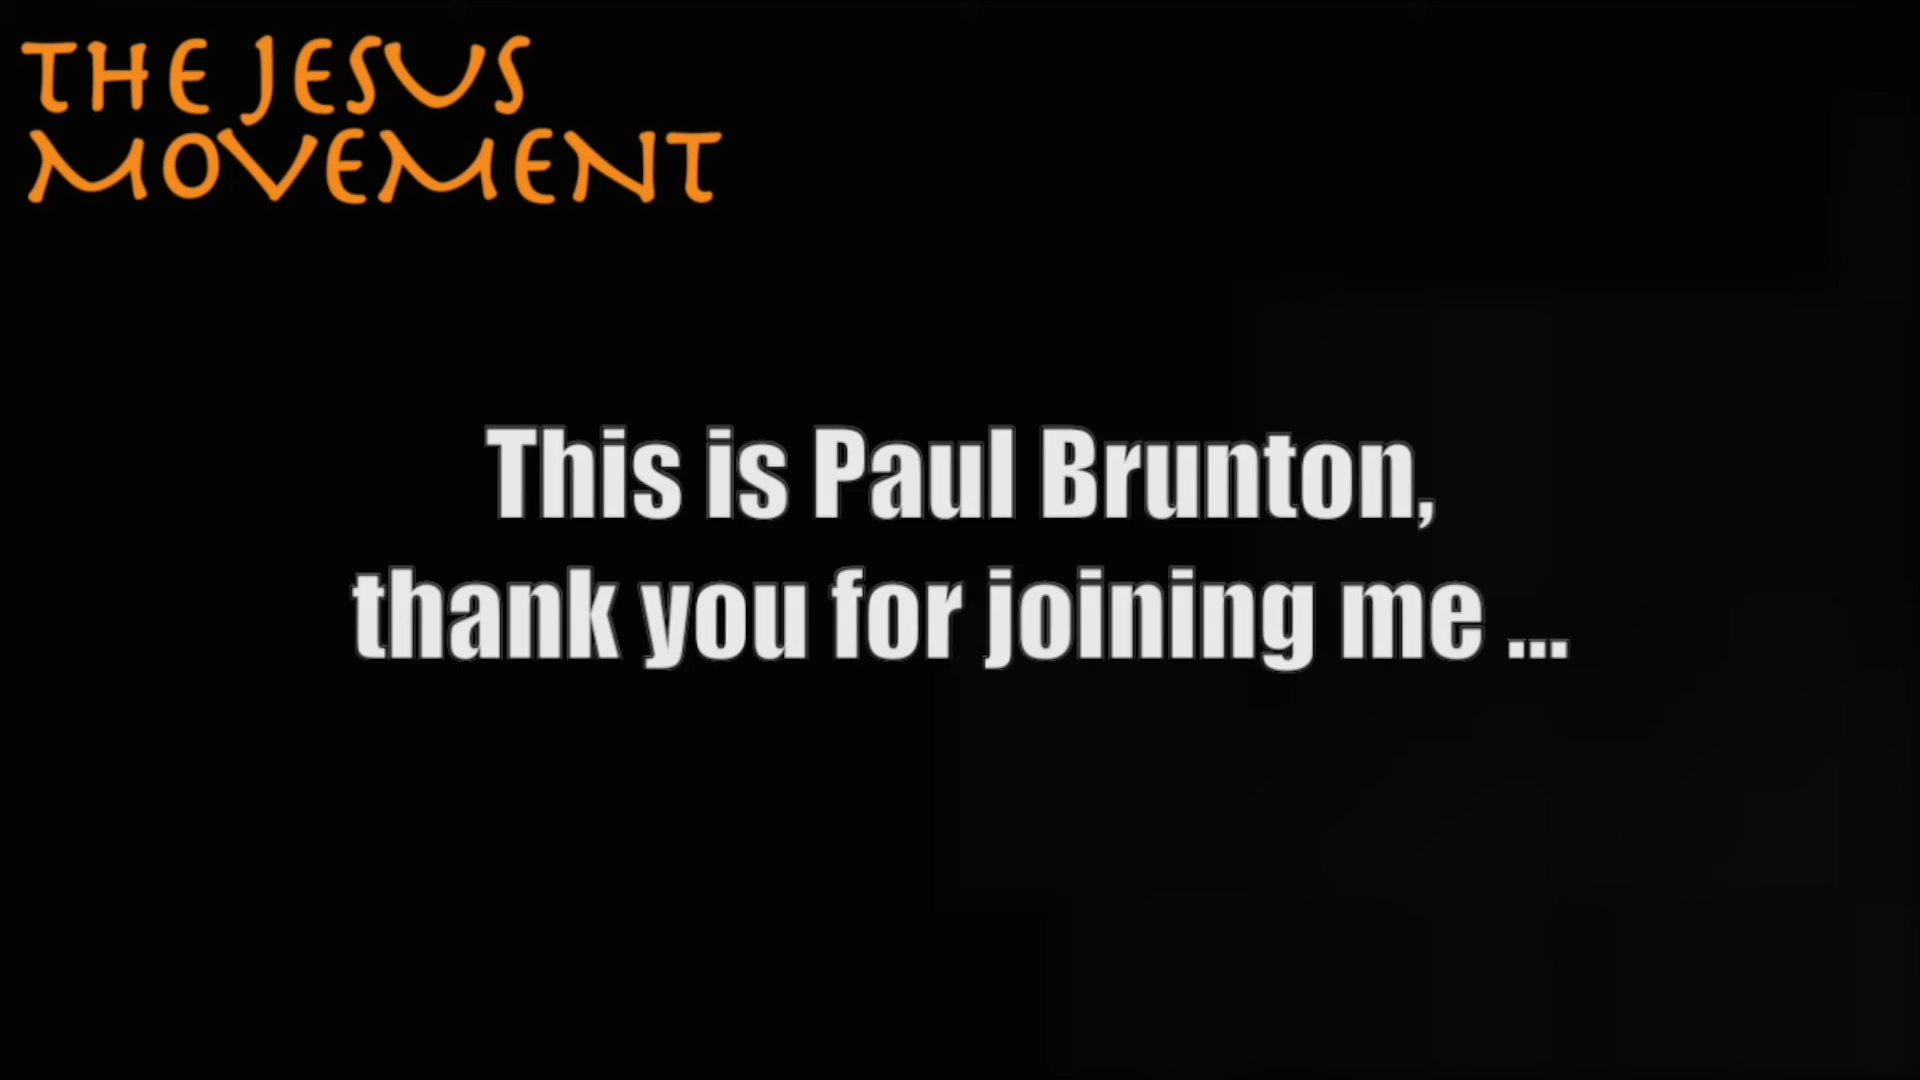 THE JESUS
MOVEMENT
This is Paul Brunton,
thank you for joining me ...